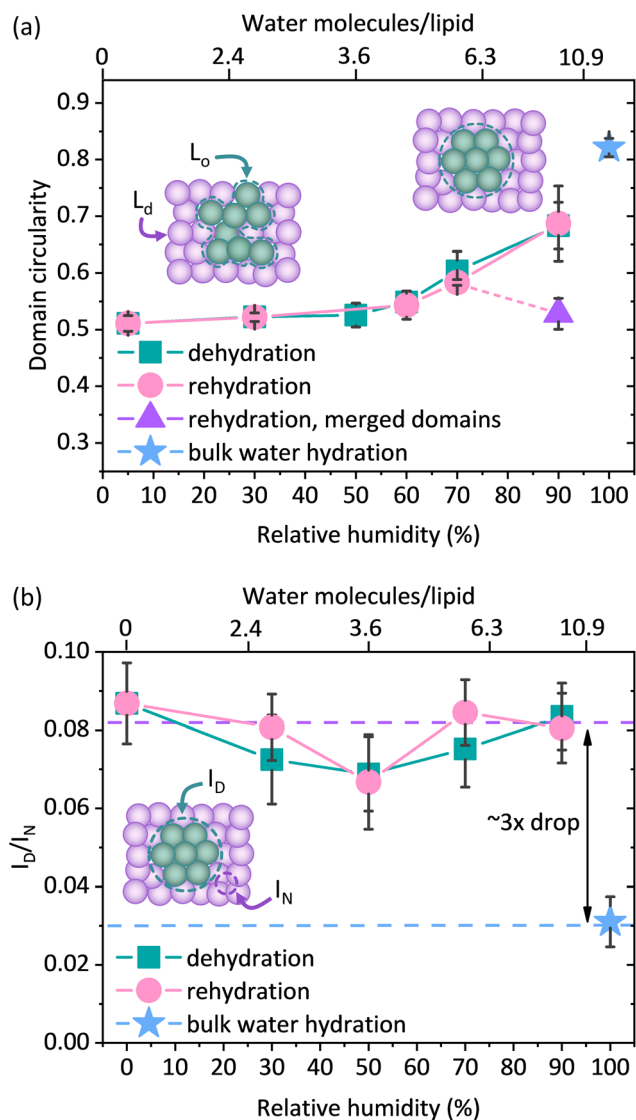 (a)
Water molecules/lipid
0 2.4 3.6 6.3 10.9
0.9
0.8
0.7
0.6
0.5
0.4
0.3
Domain circularity
Lo
Ld
dehydration
rehydration
rehydration, merged domains
bulk water hydration
0 10 20 30 40 50 60 70 80 90 100
Relative humidity (%)
(b)
Water molecules/lipid
0 2.4 3.6 6.3 10.9
0.10
0.08
0.06
0.04
0.02
0.00
ID/IN
ID
IN
~3x drop
dehydration
rehydration
bulk water hydration
0 10 20 30 40 50 60 70 80 90 100
Relative humidity (%)